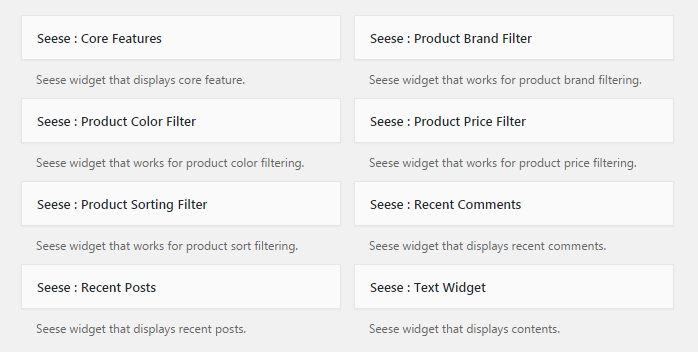 Seese : Core Features
Seese : Product Brand Filter
Seese widget that displays core feature.
Seese widget that works for product brand filtering.
Seese : Product Color Filter
Seese : Product Price Filter
Seese widget that works for product color filtering.
Seese widget that works for product price filtering.
Seese : Product Sorting Filter
Seese : Recent Comments
Seese widget that works for product sort filtering.
Seese widget that displays recent comments.
Seese : Recent Posts
Seese : Text Widget
Seese widget that displays recent posts.
Seese widget that displays contents.